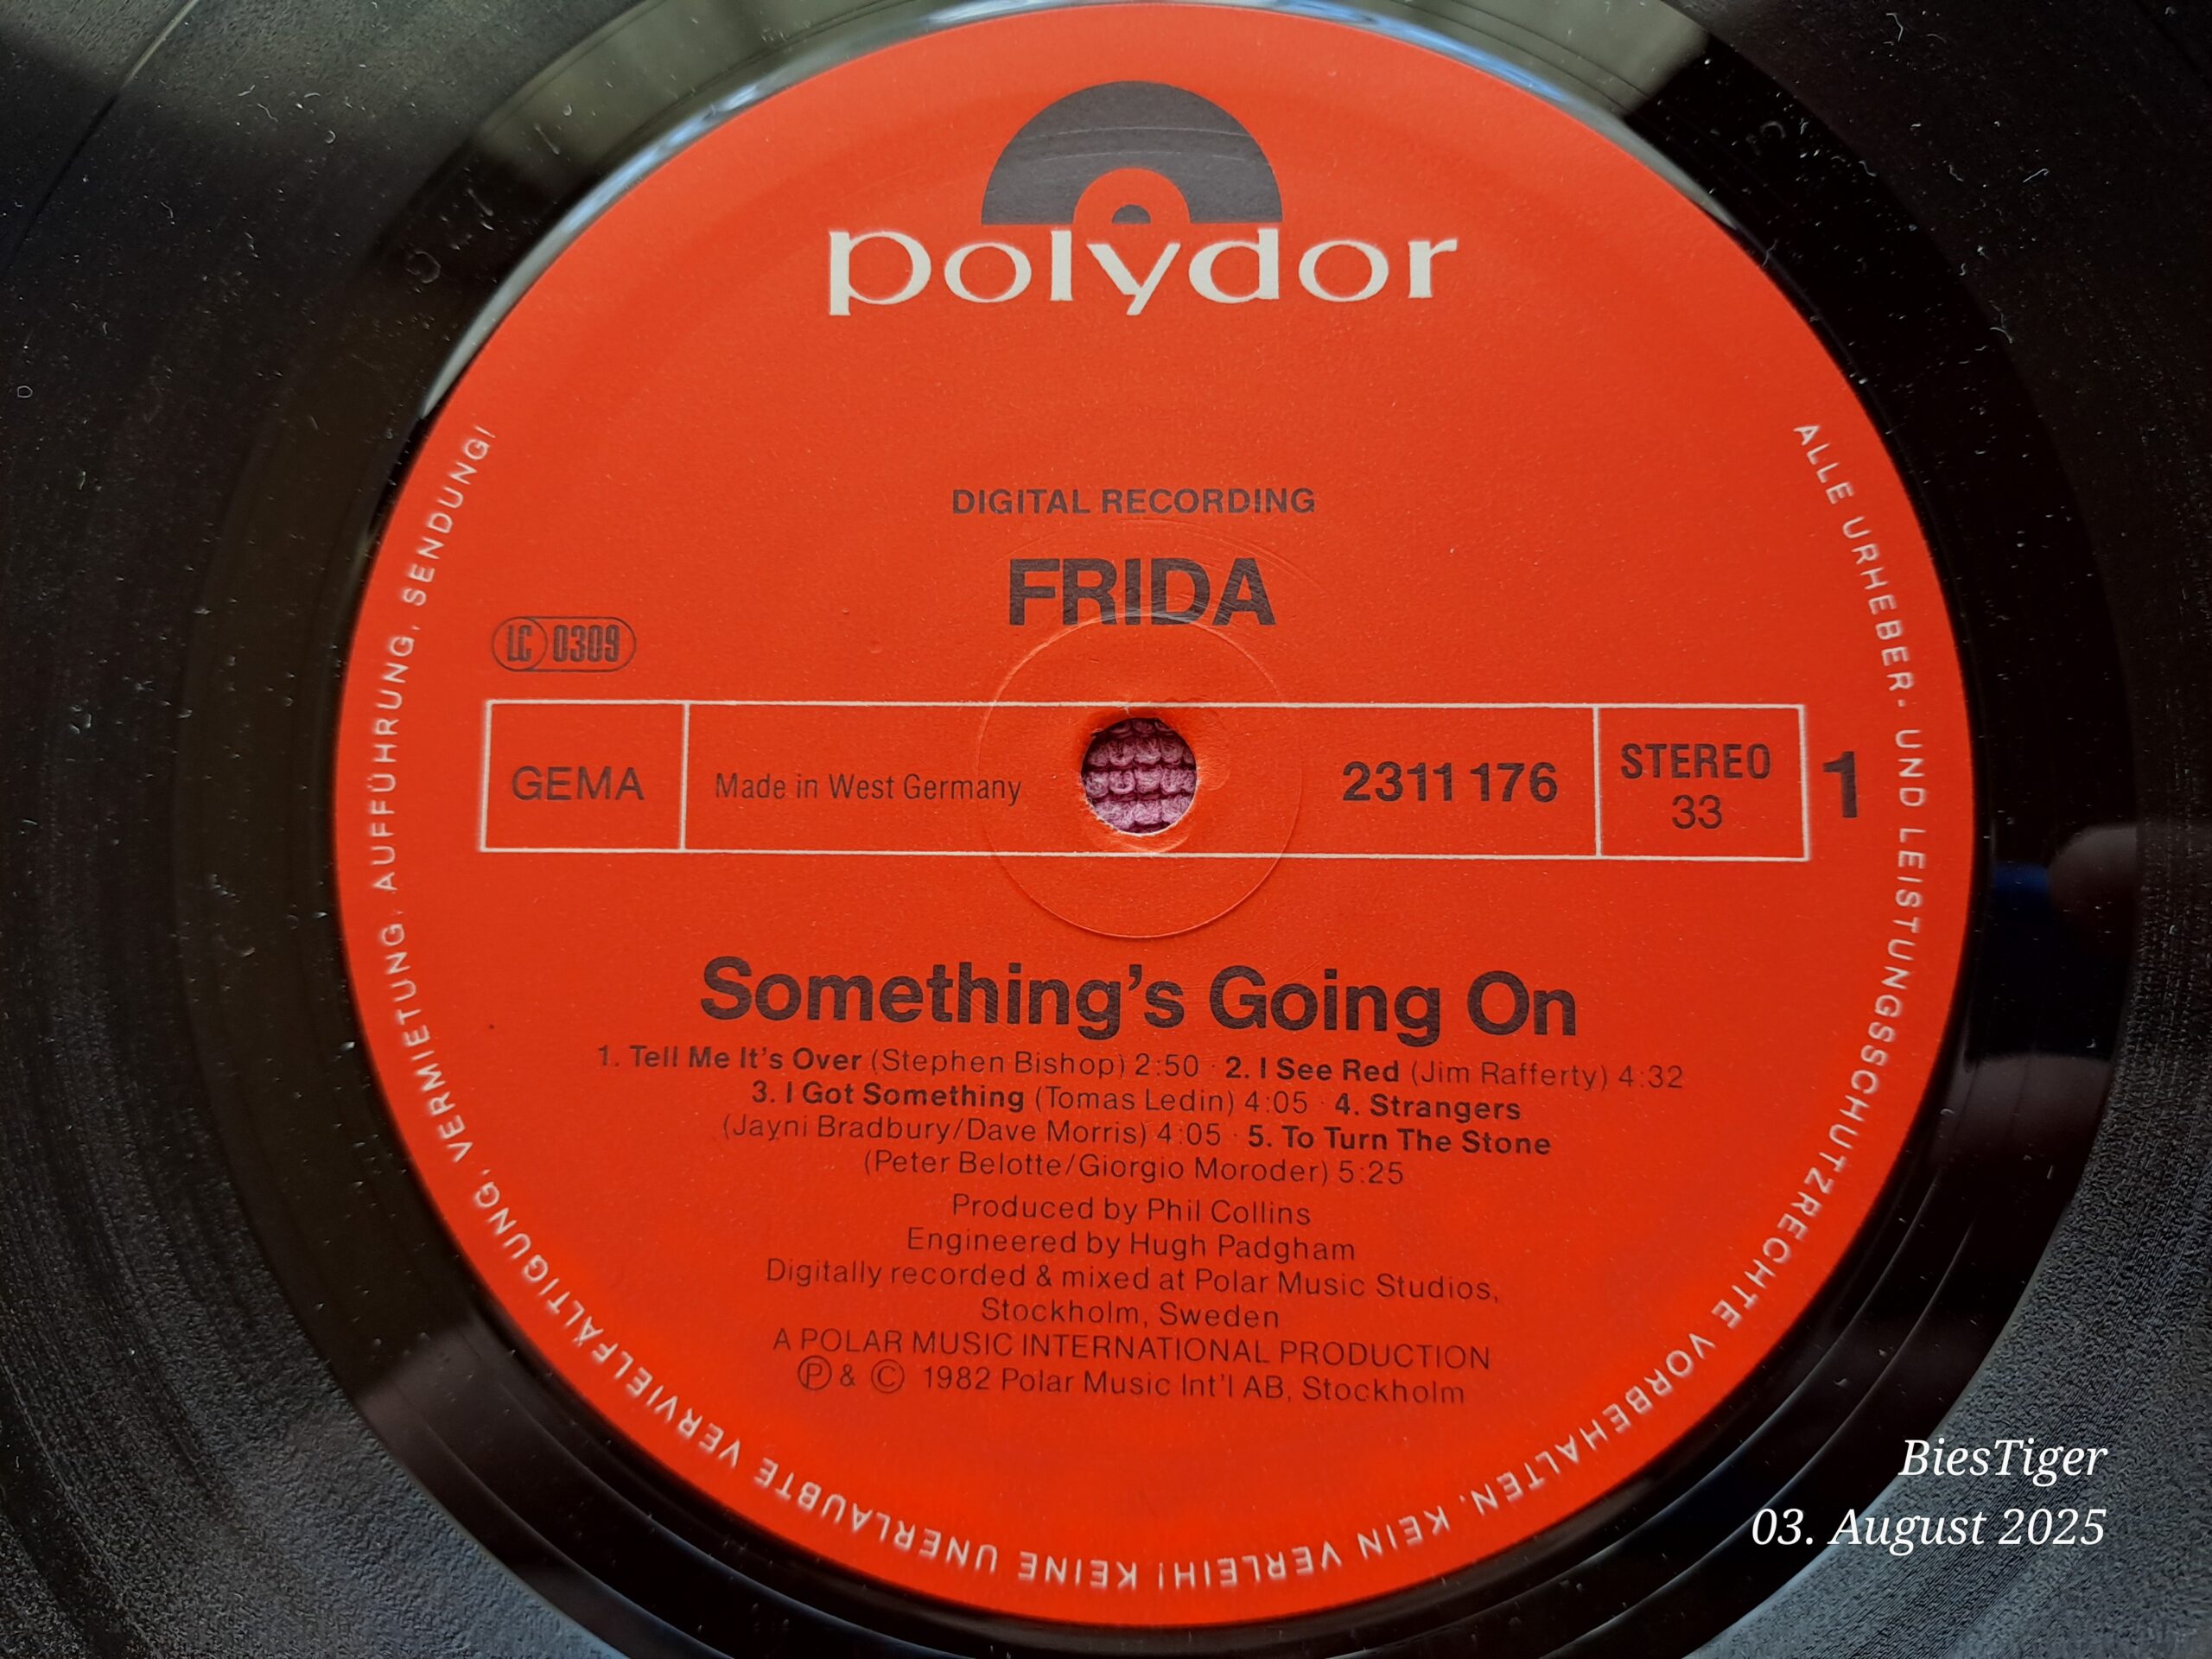 polydor
DIGITAL RECORDING
FRIDA
LC 0309
GEMA
Made in West Germany
2311 176
STEREO
33
1
Something's Going On
1. Tell Me It's Over (Stephen Bishop) 2:50 · 2. I See Red (Jim Rafferty) 4:32
3. I Got Something (Tomas Ledin) 4:05 · 4. Strangers
(Jayni Bradbury/Dave Morris) 4:05 · 5. To Turn The Stone
(Peter Belotte/Giorgio Moroder) 5:25
Produced by Phil Collins
Engineered by Hugh Padgham
Digitally recorded & mixed at Polar Music Studios,
Stockholm, Sweden
A POLAR MUSIC INTERNATIONAL PRODUCTION
Ⓟ & © 1982 Polar Music Int'l AB, Stockholm
ALLE URHEBER- UND LEISTUNGSSCHUTZRECHTE VORBEHALTEN. KEIN VERLEIH! KEINE UNERLAUBTE VERVIELFÄLTIGUNG, VERMIETUNG, AUFFÜHRUNG, SENDUNG!
BiesTiger
03. August 2025